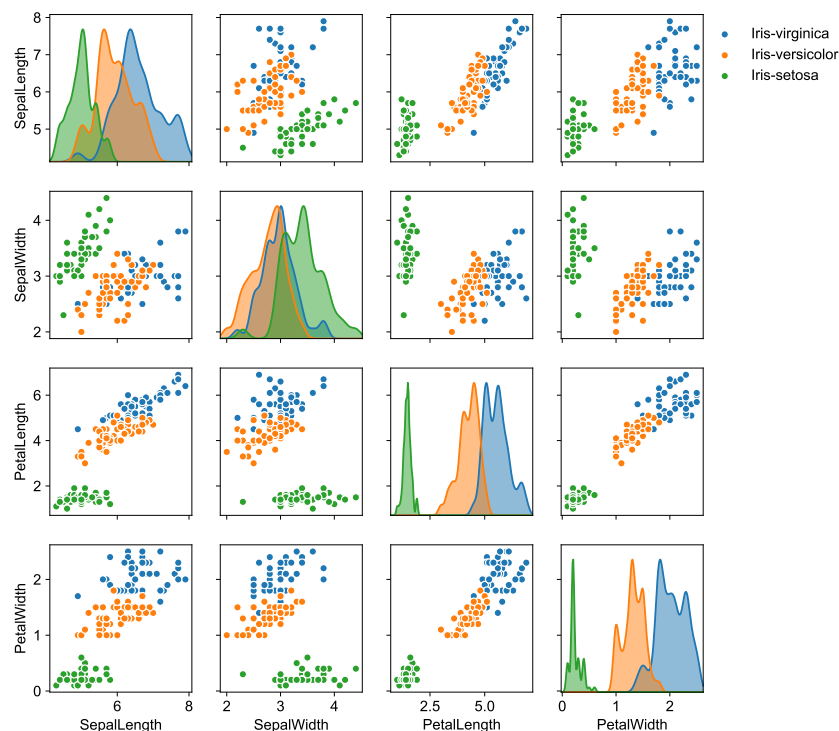 8
7
6
5
SepalLength
Iris-virginica
Iris-versicolor
Iris-setosa
4
3
2
SepalWidth
6
4
2
PetalLength
2
1
0
PetalWidth
6 8
SepalLength
2 3 4
SepalWidth
2.5 5.0
PetalLength
0 1 2
PetalWidth